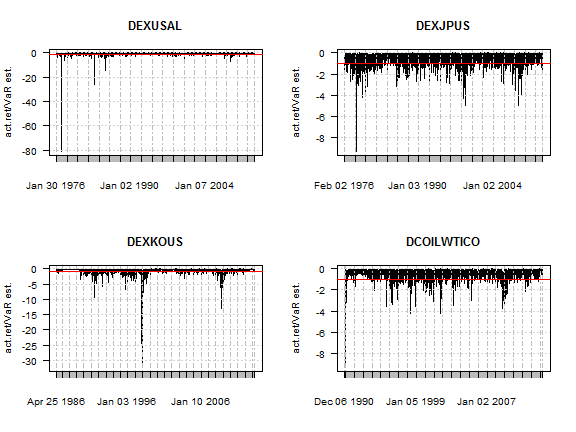 DEXUSAL
act.ret/VaR est.
0
-20
-40
-60
-80
Jan 30 1976 Jan 02 1990 Jan 07 2004
DEXJPUS
act.ret/VaR est.
0
-2
-4
-6
-8
Feb 02 1976 Jan 03 1990 Jan 02 2004
DEXKOUS
act.ret/VaR est.
0
-5
-10
-15
-20
-25
-30
Apr 25 1986 Jan 03 1996 Jan 10 2006
DCOILWTICO
act.ret/VaR est.
0
-2
-4
-6
-8
Dec 06 1990 Jan 05 1999 Jan 02 2007